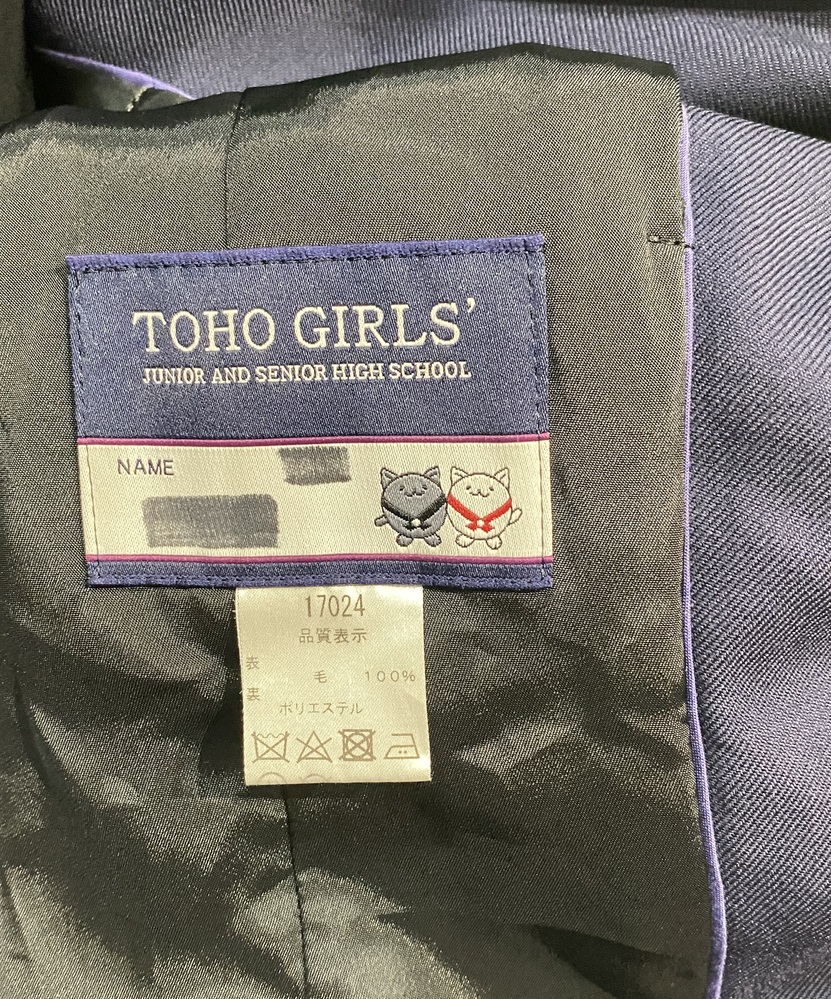 TOHO GIRLS’
JUNIOR AND SENIOR HIGH SCHOOL
NAME
17024
品質表示
表 毛 100%
裏 ポリエステル